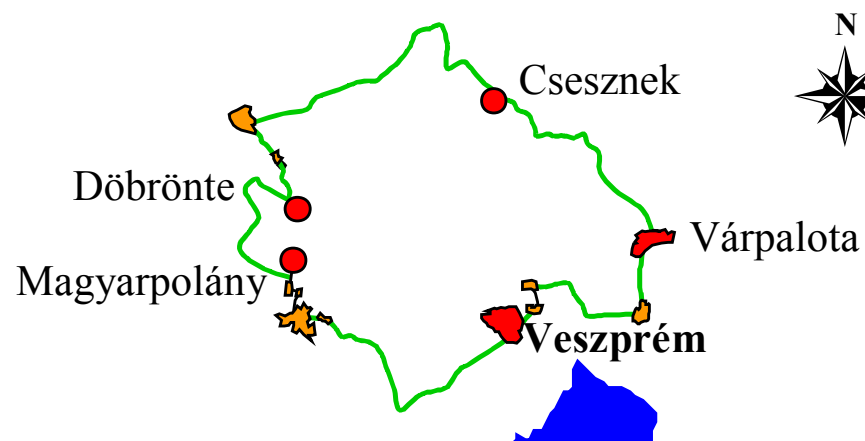 N
Csesznek
Döbrönte
Várpalota
Magyarpolány
Veszprém